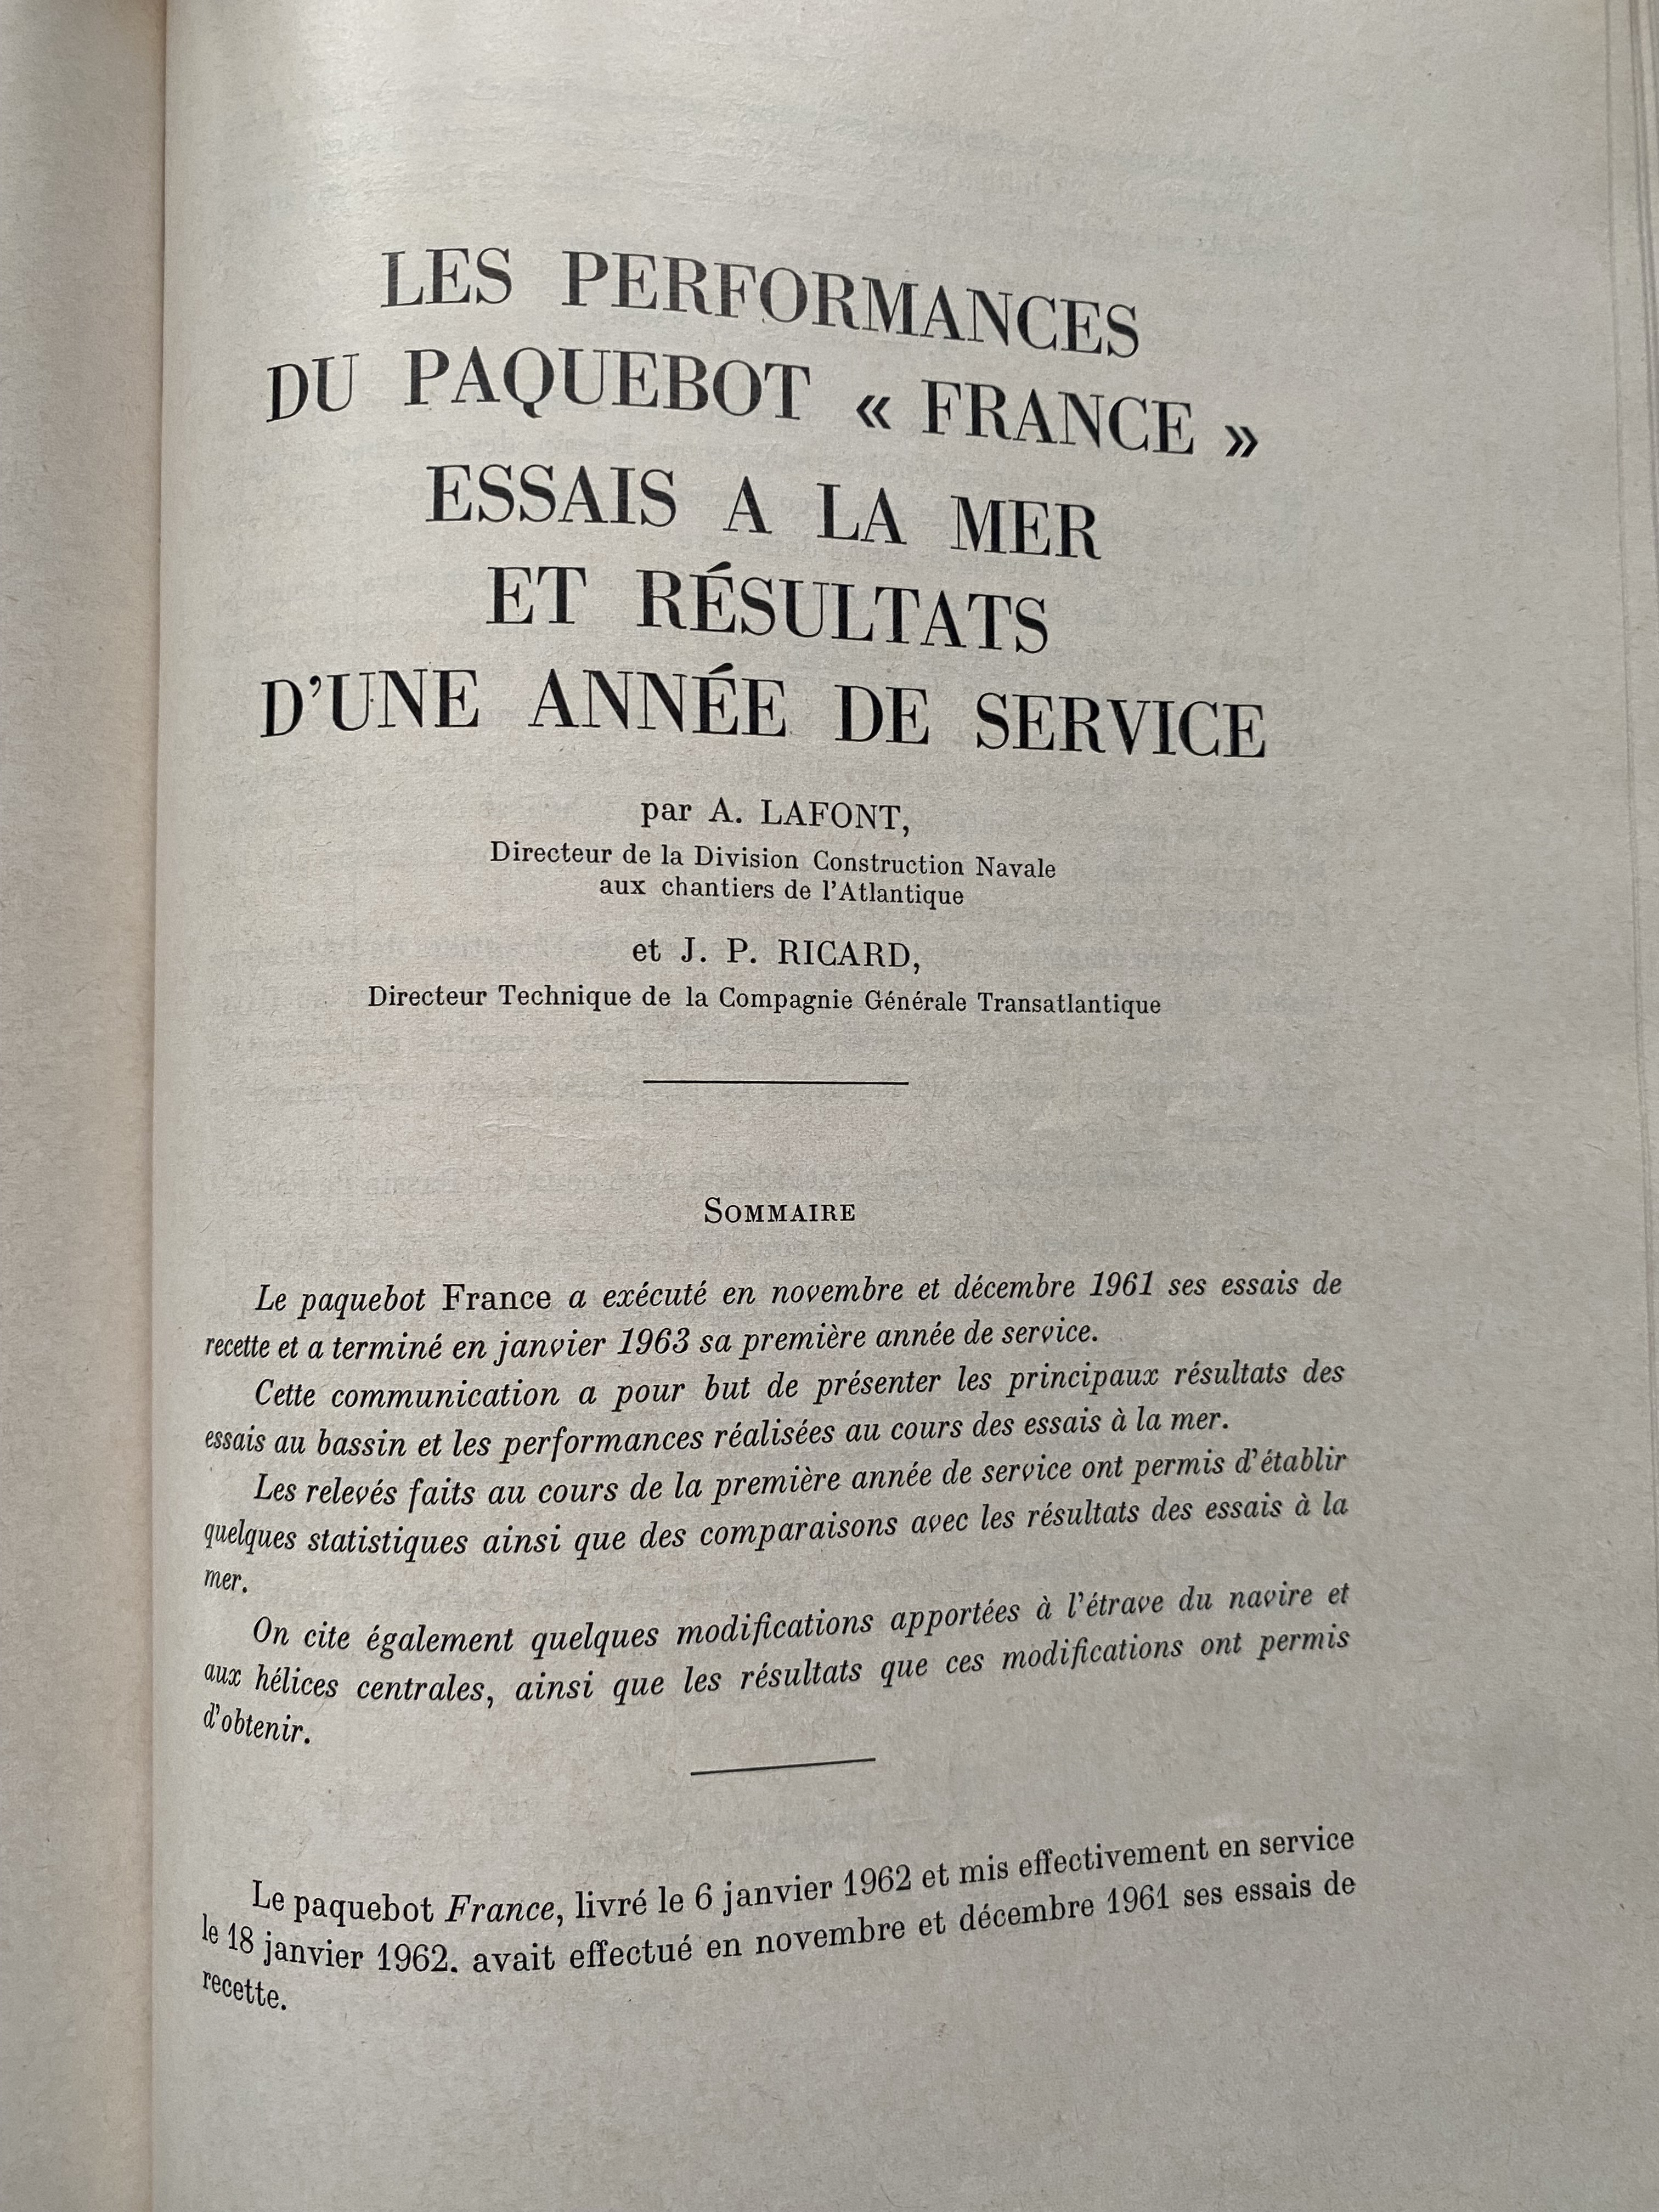 LES PERFORMANCES
DU PAQUEBOT « FRANCE »
ESSAIS A LA MER
ET RÉSULTATS
D'UNE ANNÉE DE SERVICE
par A. LAFONT,
Directeur de la Division Construction Navale
aux chantiers de l'Atlantique
et J. P. RICARD,
Directeur Technique de la Compagnie Générale Transatlantique
SOMMAIRE
Le paquebot France a exécuté en novembre et décembre 1961 ses essais de
recette et a terminé en janvier 1963 sa première année de service.
Cette communication a pour but de présenter les principaux résultats des
essais au bassin et les performances réalisées au cours des essais à la mer.
Les relevés faits au cours de la première année de service ont permis d'établir
quelques statistiques ainsi que des comparaisons avec les résultats des essais à la
mer.
On cite également quelques modifications apportées à l'étrave du navire et
aux hélices centrales, ainsi que les résultats que ces modifications ont permis
d'obtenir.
Le paquebot France, livré le 6 janvier 1962 et mis effectivement en service
le 18 janvier 1962. avait effectué en novembre et décembre 1961 ses essais de
recette.